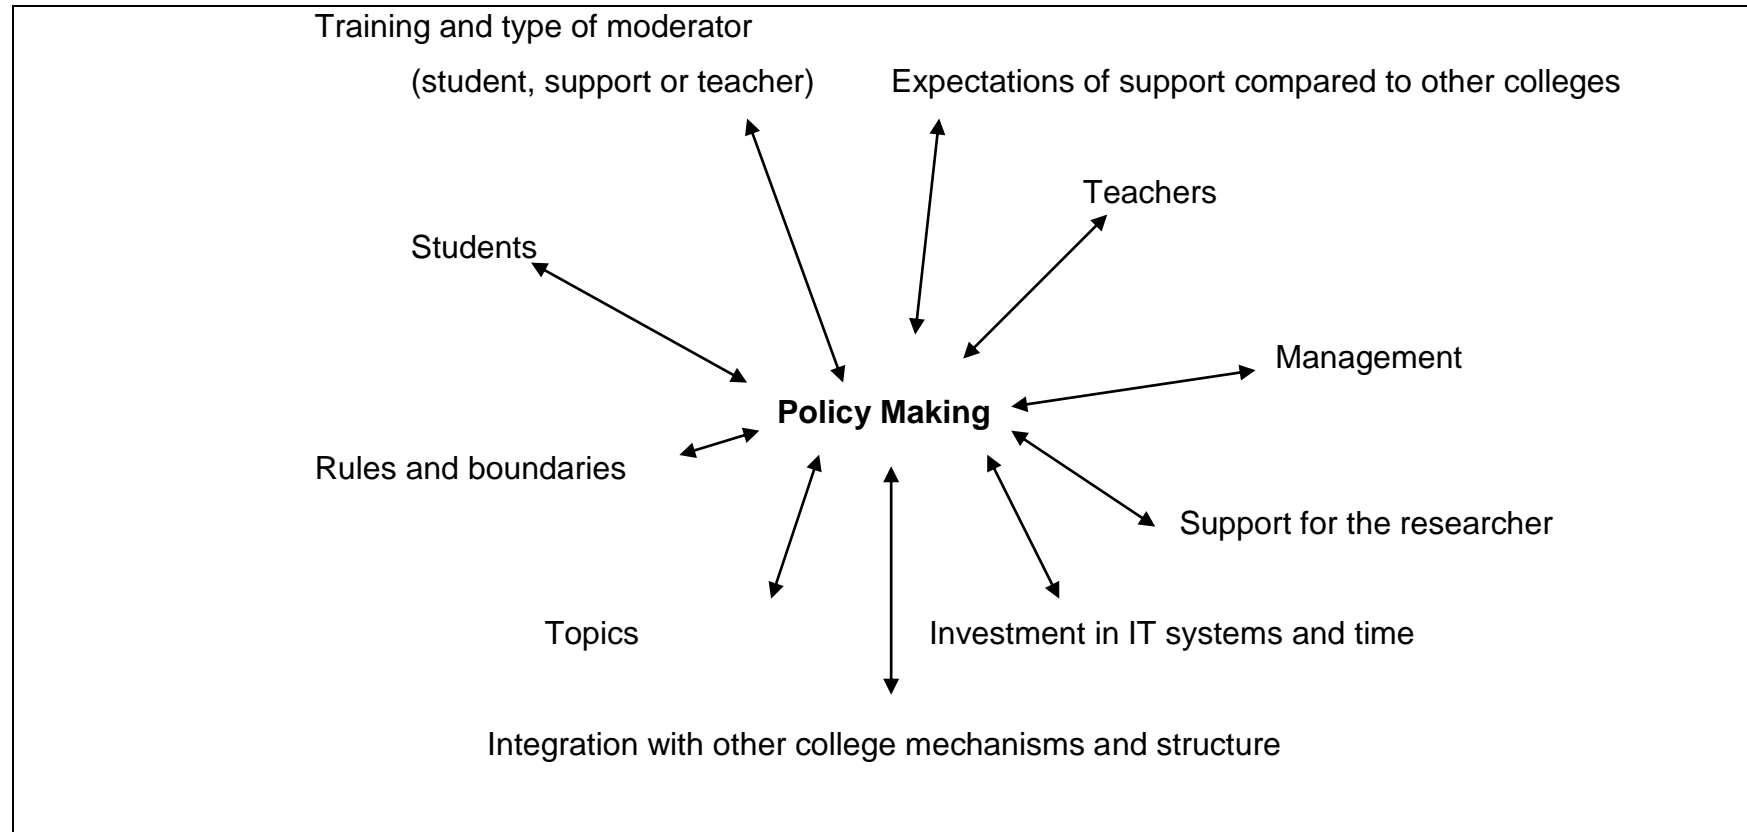 Training and type of moderator
(student, support or teacher)
Expectations of support compared to other colleges
Teachers
Students
Management
Policy Making
Rules and boundaries
Support for the researcher
Topics
Investment in IT systems and time
Integration with other college mechanisms and structure